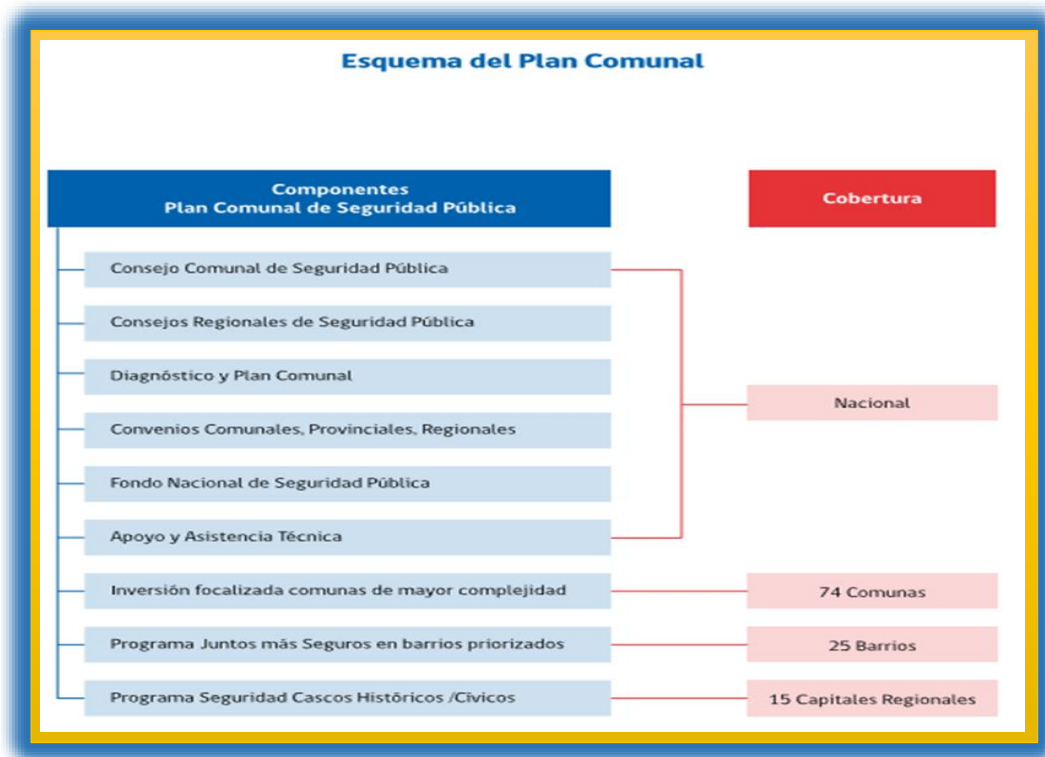 Esquema del Plan Comunal
Componentes
Plan Comunal de Seguridad Pública
Cobertura
Consejo Comunal de Seguridad Pública
Consejos Regionales de Seguridad Pública
Diagnóstico y Plan Comunal
Nacional
Convenios Comunales, Provinciales, Regionales
Fondo Nacional de Seguridad Pública
Apoyo y Asistencia Técnica
Inversión focalizada comunas de mayor complejidad
74 Comunas
Programa Juntos más Seguros en barrios priorizados
25 Barrios
Programa Seguridad Cascos Históricos /Cívicos
15 Capitales Regionales